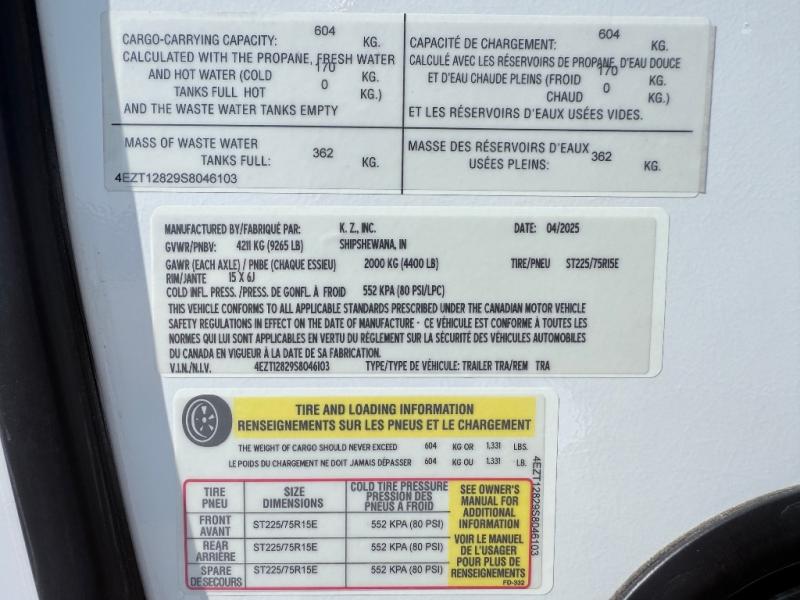 CARGO-CARRYING CAPACITY: 604 KG.
CALCULATED WITH THE PROPANE, FRESH WATER
AND HOT WATER (COLD 170 KG.
TANKS FULL HOT 0 KG.)
AND THE WASTE WATER TANKS EMPTY
CAPACITÉ DE CHARGEMENT: 604 KG.
CALCULÉ AVEC LES RÉSERVOIRS DE PROPANE, D'EAU DOUCE
ET D'EAU CHAUDE PLEINS (FROID 170 KG.
CHAUD 0 KG.)
ET LES RÉSERVOIRS D'EAUX USÉES VIDES.
MASS OF WASTE WATER
TANKS FULL: 362 KG.
4EZT12829S8046103
MASSE DES RÉSERVOIRS D'EAUX
USÉES PLEINS: 362 KG.
MANUFACTURED BY/FABRIQUÉ PAR: K. Z., INC. DATE: 04/2025
GVWR/PNBV: 4211 KG (9265 LB) SHIPSHEWANA, IN
GAWR (EACH AXLE) / PNBE (CHAQUE ESSIEU) 2000 KG (4400 LB) TIRE/PNEU ST225/75R15E
RIM/JANTE 15 X 6J
COLD INFL. PRESS. /PRESS. DE GONFL. À FROID 552 KPA (80 PSI/LPC)
THIS VEHICLE CONFORMS TO ALL APPLICABLE STANDARDS PRESCRIBED UNDER THE CANADIAN MOTOR VEHICLE
SAFETY REGULATIONS IN EFFECT ON THE DATE OF MANUFACTURE - CE VÉHICULE EST CONFORME À TOUTES LES
NORMES QUI LUI SONT APPLICABLES EN VERTU DU RÉGLEMENT SUR LA SÉCURITÉ DES VÉHICULES AUTOMOBILES
DU CANADA EN VIGUEUR À LA DATE DE SA FABRICATION.
V.I.N./N.I.V. 4EZT12829S8046103 TYPE/TYPE DE VÉHICULE: TRAILER TRA/REM TRA
TIRE AND LOADING INFORMATION
RENSEIGNEMENTS SUR LES PNEUS ET LE CHARGEMENT
THE WEIGHT OF CARGO SHOULD NEVER EXCEED 604 KG OR 1,331 LBS.
LE POIDS DU CHARGEMENT NE DOIT JAMAIS DÉPASSER 604 KG OU 1,331 LB.
TIRE
PNEU
SIZE
DIMENSIONS
COLD TIRE PRESSURE
PRESSION DES
PNEUS A FROID
FRONT
AVANT
ST225/75R15E 552 KPA (80 PSI)
REAR
ARRIÈRE
ST225/75R15E 552 KPA (80 PSI)
SPARE
DE SECOURS
ST225/75R15E 552 KPA (80 PSI)
SEE OWNER'S
MANUAL FOR
ADDITIONAL
INFORMATION
VOIR LE MANUEL
DE L'USAGER
POUR PLUS DE
RENSEIGNEMENTS
FD-332
4EZT12829S8046103